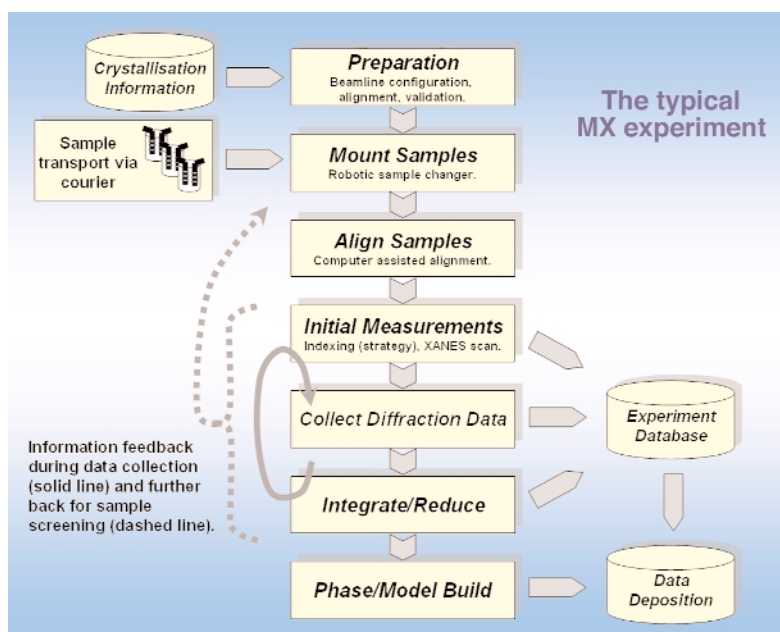 Crystallisation
Information
Preparation
Beamline configuration,
alignment, validation.
The typical
MX experiment
Sample
transport via
courier
Mount Samples
Robotic sample changer.
Align Samples
Computer assisted alignment.
Initial Measurements
Indexing (strategy), XANES scan.
Collect Diffraction Data
Experiment
Database
Information feedback
during data collection
(solid line) and further
back for sample
screening (dashed line).
Integrate/Reduce
Phase/Model Build
Data
Deposition